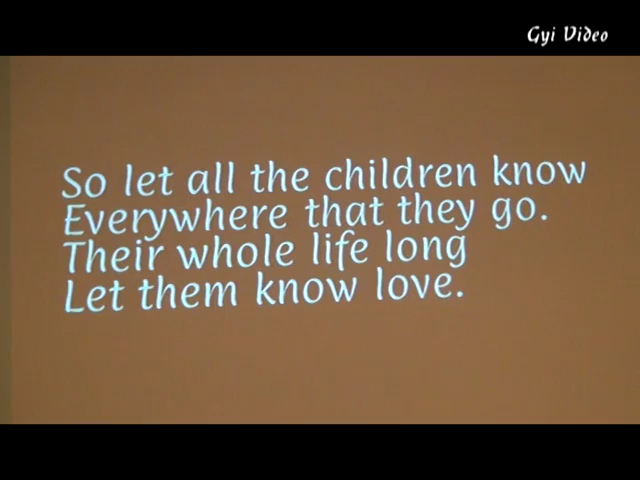 Gyi Video
So let all the children know
Everywhere that they go.
Their whole life long
Let them know love.